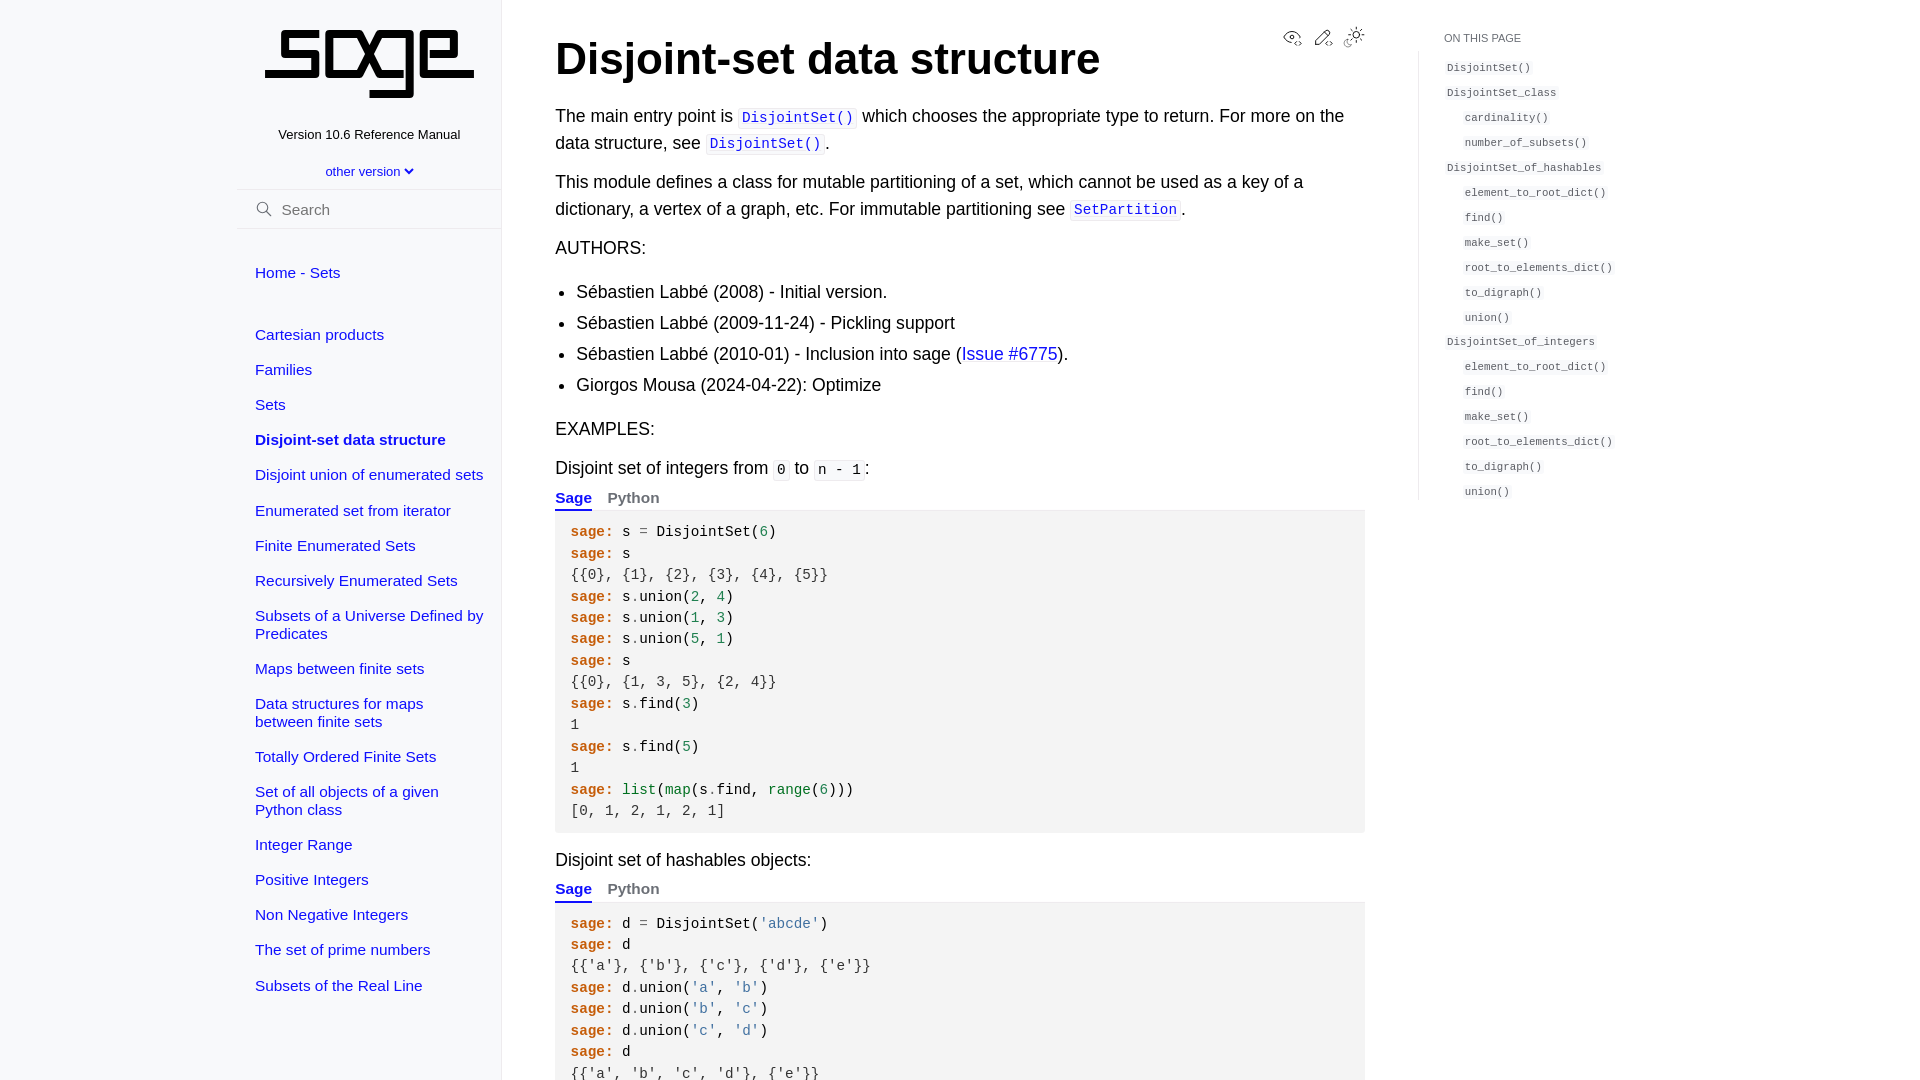 sage
Version 10.6 Reference Manual
other version
Search
Home - Sets
Cartesian products
Families
Sets
Disjoint-set data structure
Disjoint union of enumerated sets
Enumerated set from iterator
Finite Enumerated Sets
Recursively Enumerated Sets
Subsets of a Universe Defined by
Predicates
Maps between finite sets
Data structures for maps
between finite sets
Totally Ordered Finite Sets
Set of all objects of a given
Python class
Integer Range
Positive Integers
Non Negative Integers
The set of prime numbers
Subsets of the Real Line
Disjoint-set data structure
The main entry point is DisjointSet() which chooses the appropriate type to return. For more on the
data structure, see DisjointSet().
This module defines a class for mutable partitioning of a set, which cannot be used as a key of a
dictionary, a vertex of a graph, etc. For immutable partitioning see SetPartition.
AUTHORS:
• Sébastien Labbé (2008) - Initial version.
• Sébastien Labbé (2009-11-24) - Pickling support
• Sébastien Labbé (2010-01) - Inclusion into sage (Issue #6775).
• Giorgos Mousa (2024-04-22): Optimize
EXAMPLES:
Disjoint set of integers from 0 to n - 1:
Sage Python
sage: s = DisjointSet(6)
sage: s
{{0}, {1}, {2}, {3}, {4}, {5}}
sage: s.union(2, 4)
sage: s.union(1, 3)
sage: s.union(5, 1)
sage: s
{{0}, {1, 3, 5}, {2, 4}}
sage: s.find(3)
1
sage: s.find(5)
1
sage: list(map(s.find, range(6)))
[0, 1, 2, 1, 2, 1]
Disjoint set of hashables objects:
Sage Python
sage: d = DisjointSet('abcde')
sage: d
{{'a'}, {'b'}, {'c'}, {'d'}, {'e'}}
sage: d.union('a', 'b')
sage: d.union('b', 'c')
sage: d.union('c', 'd')
sage: d
{{'a', 'b', 'c', 'd'}, {'e'}}
ON THIS PAGE
DisjointSet()
DisjointSet_class
cardinality()
number_of_subsets()
DisjointSet_of_hashables
element_to_root_dict()
find()
make_set()
root_to_elements_dict()
to_digraph()
union()
DisjointSet_of_integers
element_to_root_dict()
find()
make_set()
root_to_elements_dict()
to_digraph()
union()